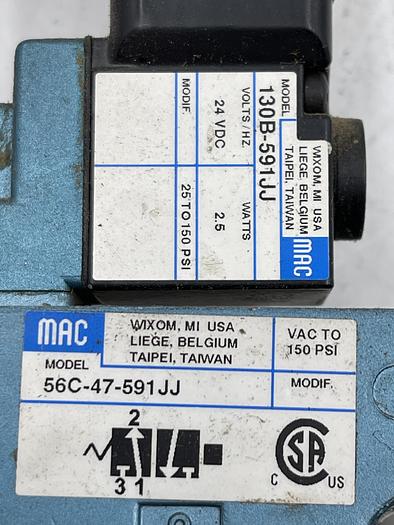 MAC
WIXOM, MI USA
LIEGE, BELGIUM
TAIPEI, TAIWAN
MODEL
130B-591JJ
VOLTS/HZ. WATTS
24 VDC 2.5
MODIF. 25 TO 150 PSI
MAC
WIXOM, MI USA
LIEGE, BELGIUM
TAIPEI, TAIWAN
VAC TO
150 PSI
MODEL
56C-47-591JJ
MODIF.
2
3 1
C SA US